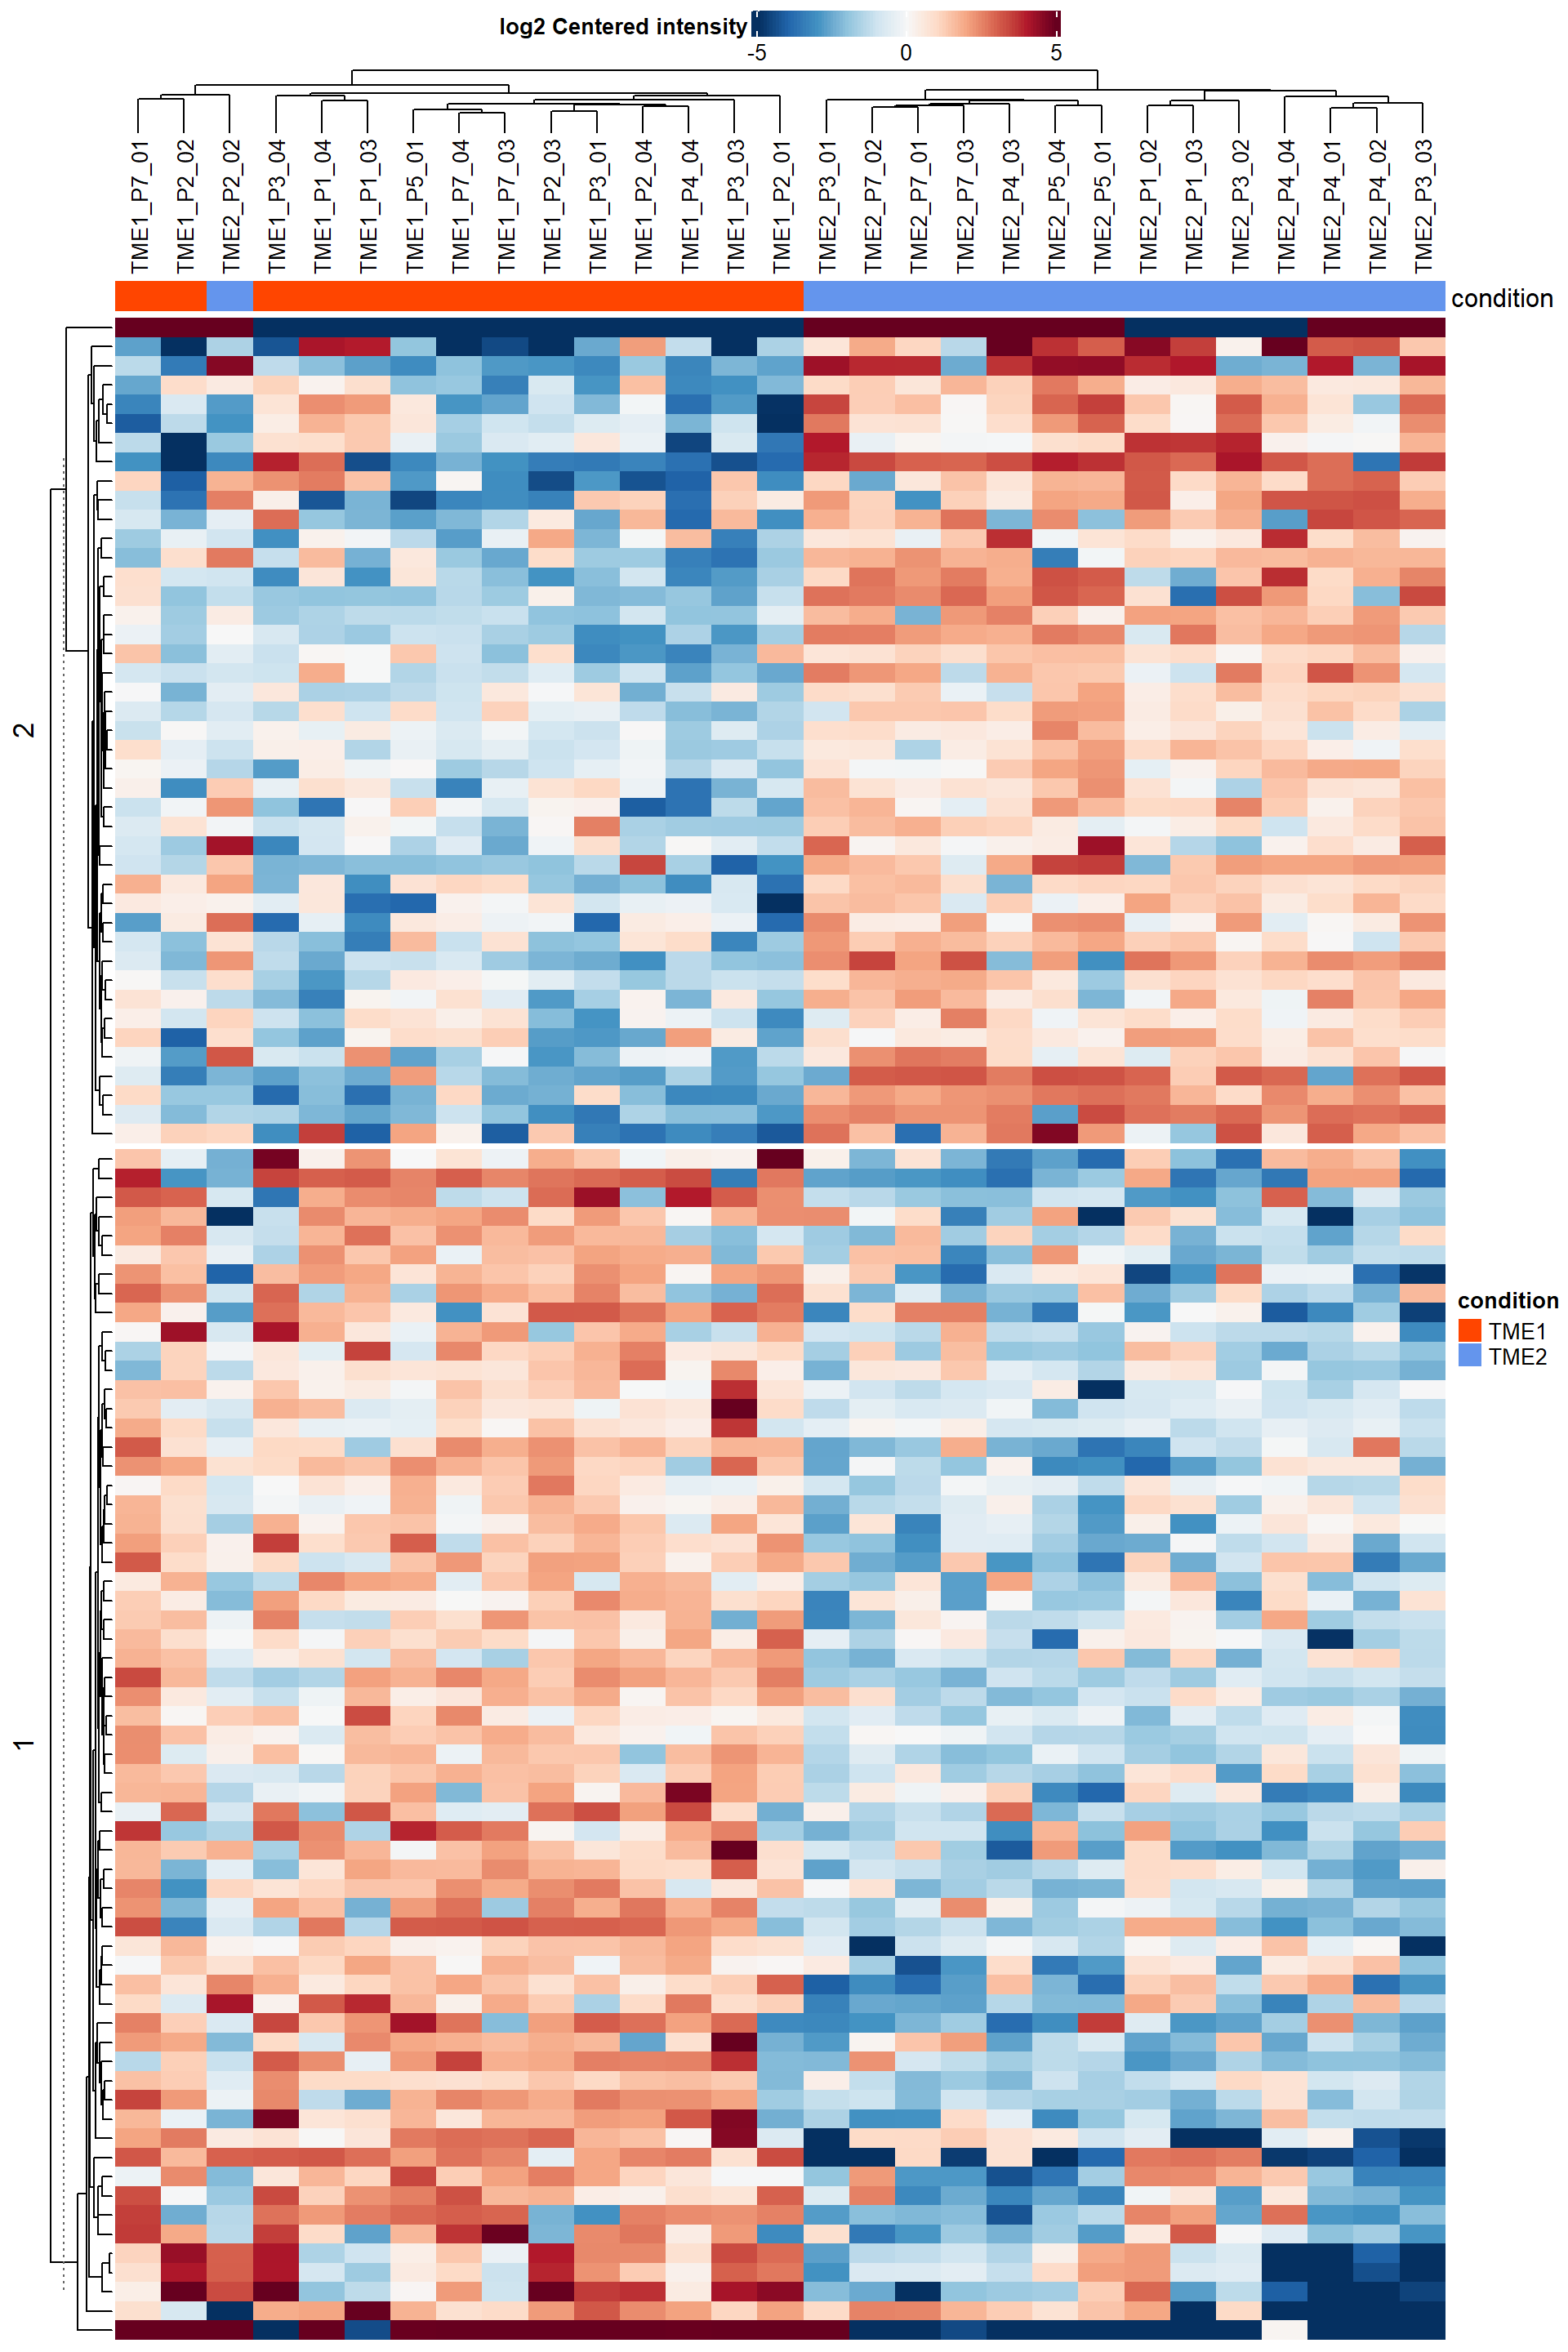 log2 Centered intensity
-5 0 5
TME1_P7_01
TME1_P2_02
TME2_P2_02
TME1_P3_04
TME1_P1_04
TME1_P1_03
TME1_P5_01
TME1_P7_04
TME1_P7_03
TME1_P2_03
TME1_P3_01
TME1_P2_04
TME1_P4_04
TME1_P3_03
TME1_P2_01
TME2_P3_01
TME2_P7_02
TME2_P7_01
TME2_P7_03
TME2_P4_03
TME2_P5_04
TME2_P5_01
TME2_P1_02
TME2_P1_03
TME2_P3_02
TME2_P4_04
TME2_P4_01
TME2_P4_02
TME2_P3_03
condition
2
1
condition
TME1
TME2